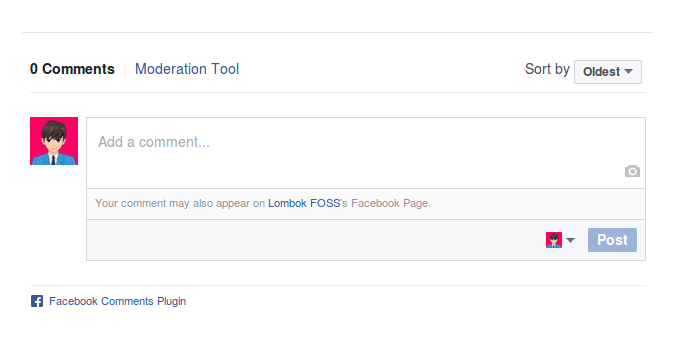 0 Comments Moderation Tool Sort by Oldest
Add a comment...
Your comment may also appear on Lombok FOSS's Facebook Page.
Post
Facebook Comments Plugin